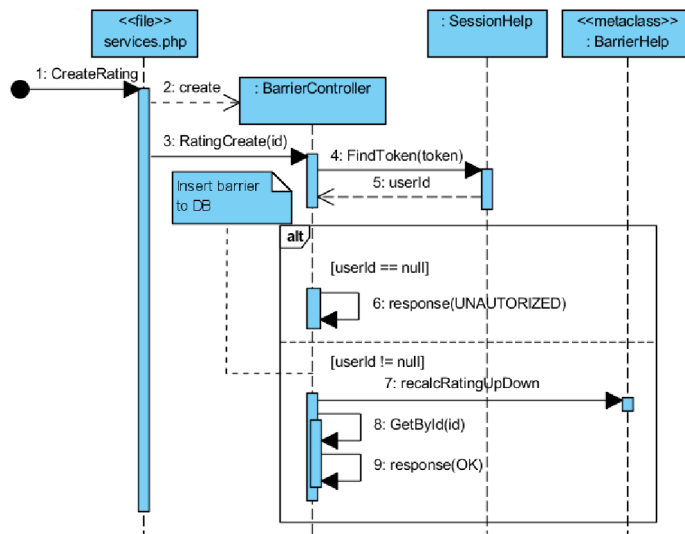 <<file>>
services.php
: SessionHelp
<<metaclass>>
: BarrierHelp
1: CreateRating
2: create
: BarrierController
3: RatingCreate(id)
4: FindToken(token)
5: userId
Insert barrier
to DB
alt
[userId == null]
6: response(UNAUTORIZED)
[userId != null]
7: recalcRatingUpDown
8: GetById(id)
9: response(OK)